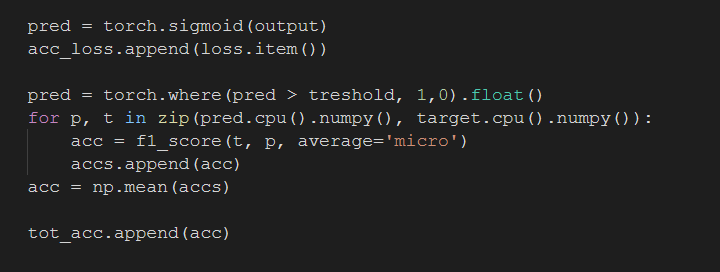 pred = torch.sigmoid(output)
acc_loss.append(loss.item())
pred = torch.where(pred > treshold, 1,0).float()
for p, t in zip(pred.cpu().numpy(), target.cpu().numpy()):
acc = f1_score(t, p, average='micro')
accs.append(acc)
acc = np.mean(accs)
tot_acc.append(acc)